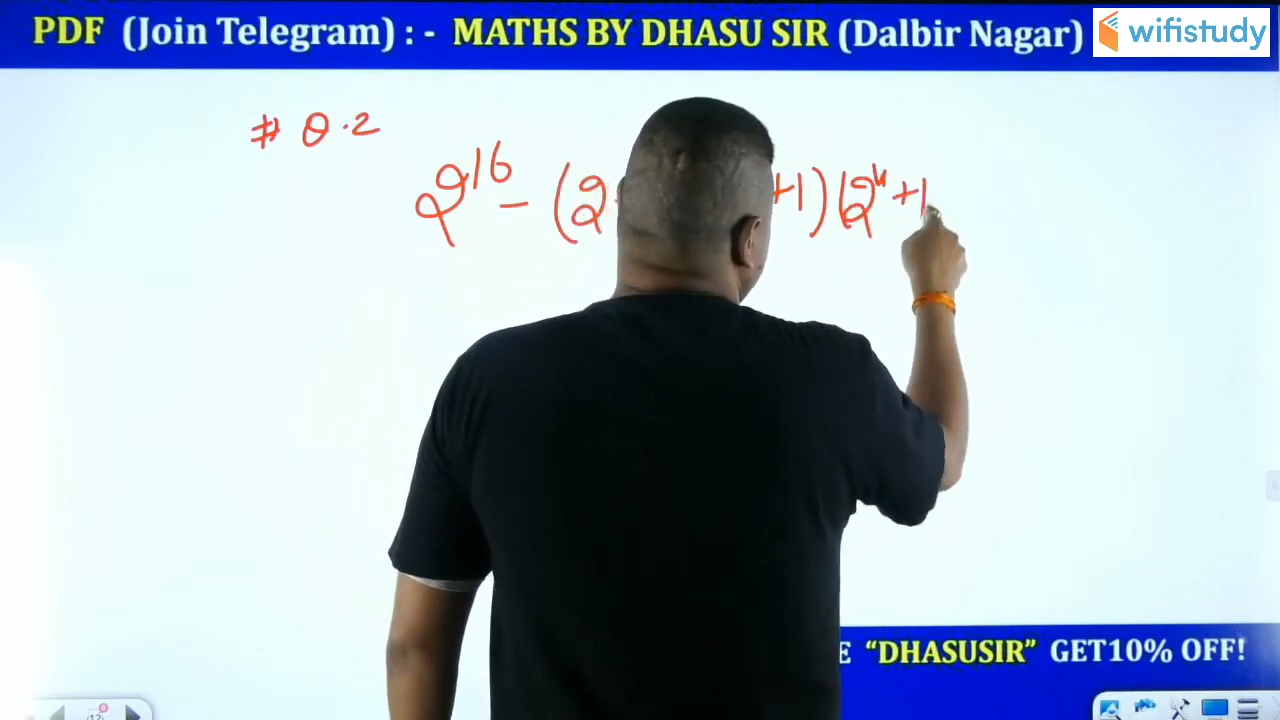 PDF (Join Telegram) : - MATHS BY DHASU SIR (Dalbir Nagar)
wifistudy
# Q.2
2^16 - (2 +1)(2^4+1
E “DHASUSIR” GET10% OFF!
12